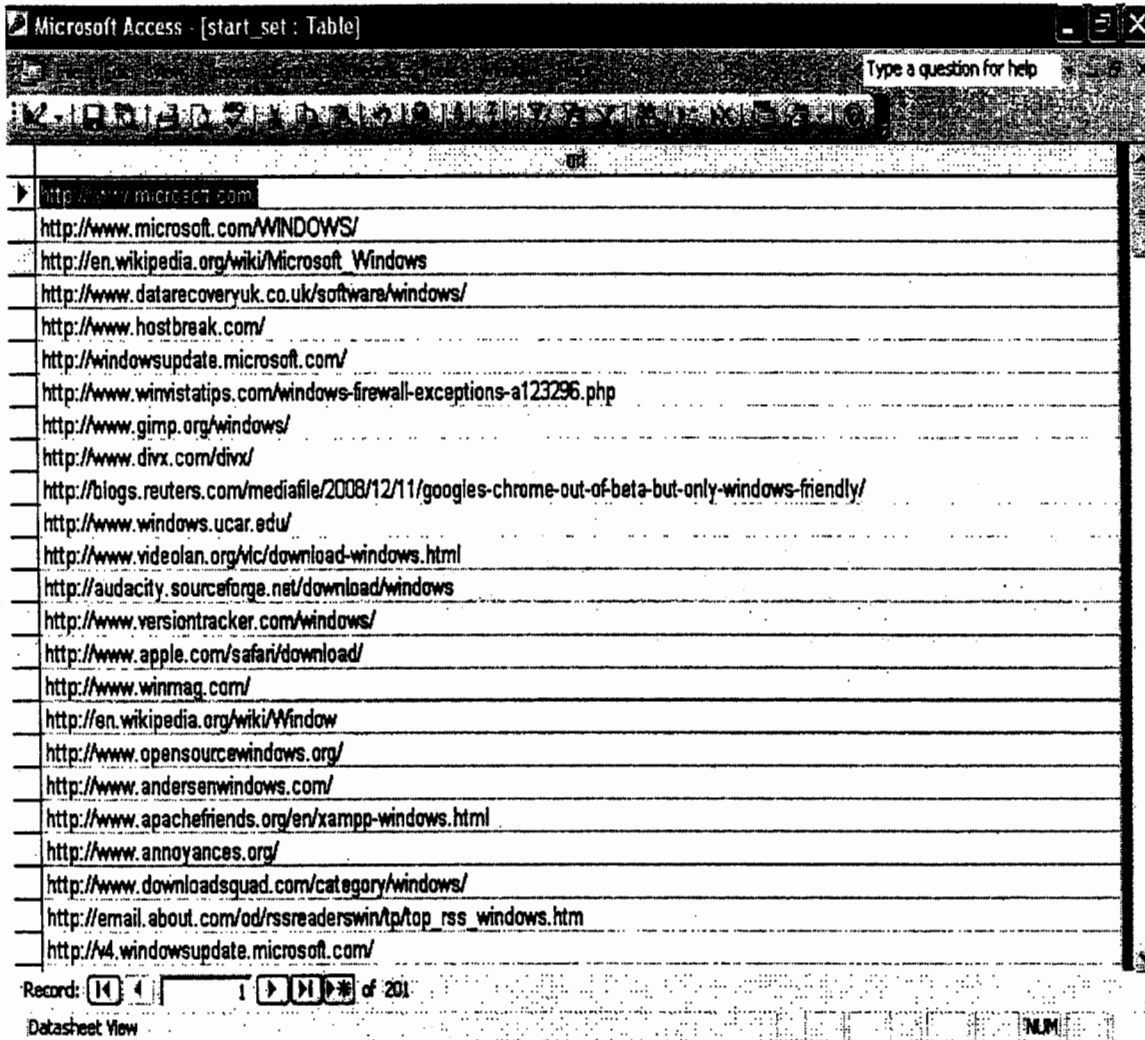 Microsoft Access - [start_set : Table]
Type a question for help
url
http://www.microsoft.com
http://www.microsoft.com/WINDOWS/
http://en.wikipedia.org/wiki/Microsoft_Windows
http://www.datarecoveryuk.co.uk/software/windows/
http://www.hostbreak.com/
http://windowsupdate.microsoft.com/
http://www.winvistatips.com/windows-firewall-exceptions-a123296.php
http://www.gimp.org/windows/
http://www.divx.com/divx/
http://blogs.reuters.com/mediafile/2008/12/11/googles-chrome-out-of-beta-but-only-windows-friendly/
http://www.windows.ucar.edu/
http://www.videolan.org/vlc/download-windows.html
http://audacity.sourceforge.net/download/windows
http://www.versiontracker.com/windows/
http://www.apple.com/safari/download/
http://www.winmag.com/
http://en.wikipedia.org/wiki/Window
http://www.opensourcewindows.org/
http://www.andersenwindows.com/
http://www.apachefriends.org/en/xampp-windows.html
http://www.annoyances.org/
http://www.downloadsquad.com/category/windows/
http://email.about.com/od/rssreaderswin/tp/top_rss_windows.htm
http://v4.windowsupdate.microsoft.com/
Record: 1 of 201
Datasheet View NUM